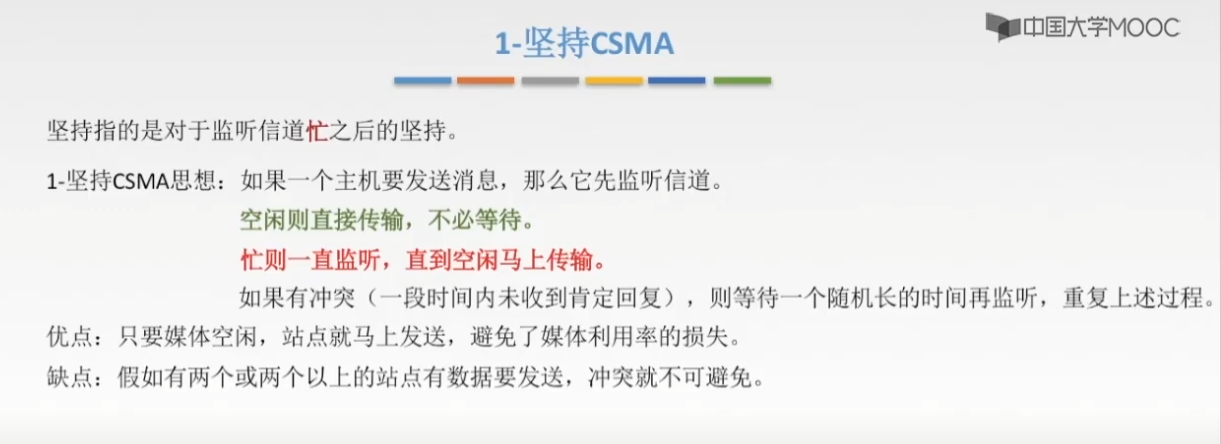 中国大学MOOC
1-坚持CSMA
坚持指的是对于监听信道忙之后的坚持。
1-坚持CSMA思想：如果一个主机要发送消息，那么它先监听信道。
空闲则直接传输，不必等待。
忙则一直监听，直到空闲马上传输。
如果有冲突（一段时间内未收到肯定回复），则等待一个随机长的时间再监听，重复上述过程。
优点：只要媒体空闲，站点就马上发送，避免了媒体利用率的损失。
缺点：假如有两个或两个以上的站点有数据要发送，冲突就不可避免。